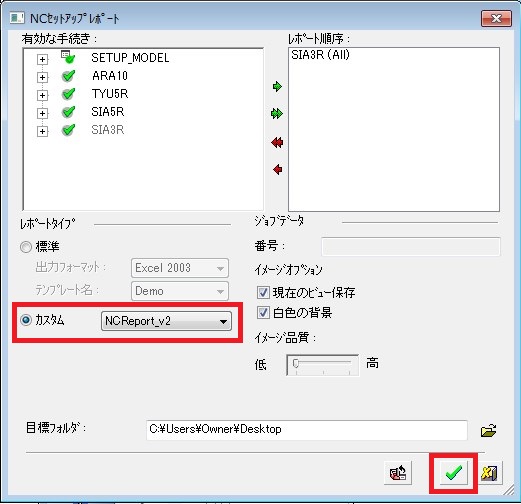 NCｾｯﾄｱｯﾌﾟﾚﾎﾟｰﾄ
有効な手続き:
SETUP_MODEL
ARA10
TYU5R
SIA5R
SIA3R
ﾚﾎﾟｰﾄ順序:
SIA3R (All)
ﾚﾎﾟｰﾄﾀｲﾌﾟ
標準
出力ﾌｫｰﾏｯﾄ:
Excel 2003
ﾃﾝﾌﾟﾚｰﾄ名:
Demo
ｶｽﾀﾑ
NCReport_v2
ｼﾞｮﾌﾞﾃﾞｰﾀ
番号:
ｲﾒｰｼﾞｵﾌﾟｼｮﾝ
現在のﾋﾞｭｰ保存
白色の背景
ｲﾒｰｼﾞ品質:
低
高
目標ﾌｫﾙﾀﾞ:
C:¥Users¥Owner¥Desktop